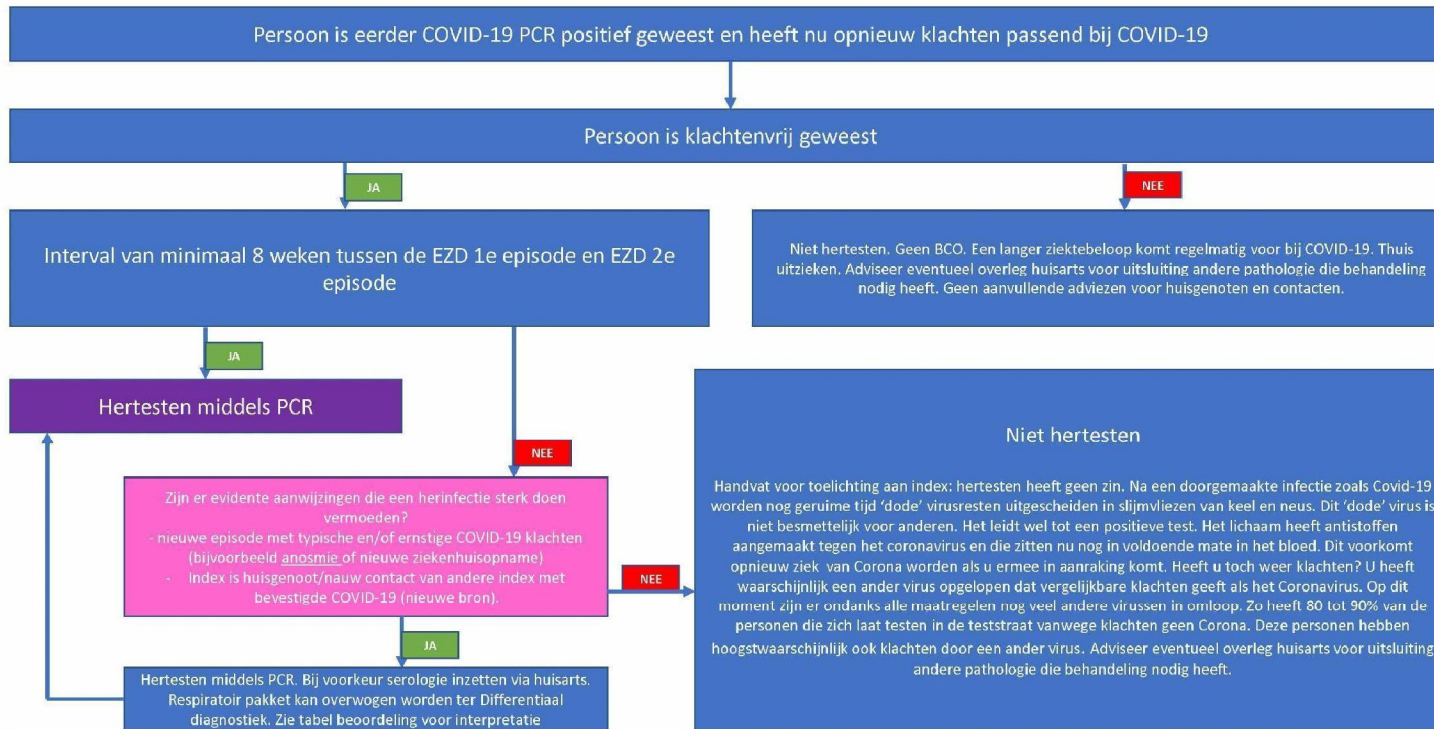 Persoon is eerder COVID-19 PCR positief geweest en heeft nu opnieuw klachten passend bij COVID-19
Persoon is klachtenvrij geweest
JA
NEE
Interval van minimaal 8 weken tussen de EZD 1e episode en EZD 2e
episode
Niet hertesten. Geen BCO. Een langer ziektebeloop komt regelmatig voor bij COVID-19. Thuis
uitzieken. Adviseer eventueel overleg huisarts voor uitsluiting andere pathologie die behandeling
nodig heeft. Geen aanvullende adviezen voor huisgenoten en contacten.
JA
NEE
Hertesten middels PCR
Zijn er evidente aanwijzingen die een herinfectie sterk doen
vermoeden?
- nieuwe episode met typische en/of ernstige COVID-19 klachten
(bijvoorbeeld anosmie of nieuwe ziekenhuisopname)
- Index is huisgenoot/nauw contact van andere index met
bevestigde COVID-19 (nieuwe bron).
NEE
JA
Niet hertesten
Handvat voor toelichting aan index: hertesten heeft geen zin. Na een doorgemaakte infectie zoals Covid-19
worden nog geruime tijd ‘dode’ virusresten uitgescheiden in slijmvliezen van keel en neus. Dit ‘dode’ virus is
niet besmettelijk voor anderen. Het leidt wel tot een positieve test. Het lichaam heeft antistoffen
aangemaakt tegen het coronavirus en die zitten nu nog in voldoende mate in het bloed. Dit voorkomt
opnieuw ziek van Corona worden als u ermee in aanraking komt. Heeft u toch weer klachten? U heeft
waarschijnlijk een ander virus opgelopen dat vergelijkbare klachten geeft als het Coronavirus. Op dit
moment zijn er ondanks alle maatregelen nog veel andere virussen in omloop. Zo heeft 80 tot 90% van de
personen die zich laat testen in de teststraat vanwege klachten geen Corona. Deze personen hebben
hoogstwaarschijnlijk ook klachten door een ander virus. Adviseer eventueel overleg huisarts voor uitsluiting
andere pathologie die behandeling nodig heeft.
Hertesten middels PCR. Bij voorkeur serologie inzetten via huisarts.
Respiratoir pakket kan overwogen worden ter Differentiaal
diagnostiek. Zie tabel beoordeling voor interpretatie